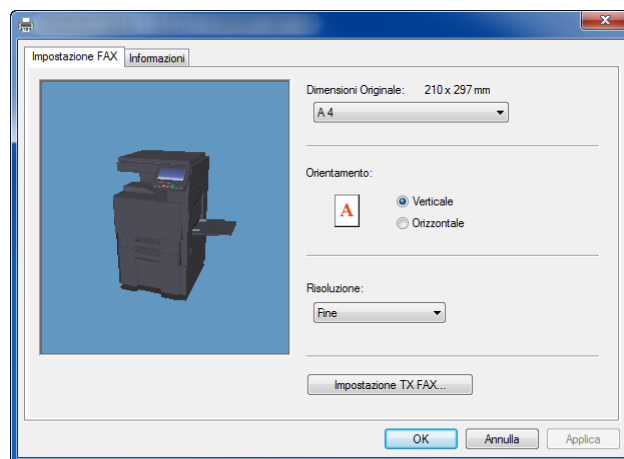 Impostazione FAX Informazioni
Dimensioni Originale: 210 x 297 mm
A 4
Orientamento:
A
Verticale
Orizzontale
Risoluzione:
Fine
Impostazione TX FAX...
OK Annulla Applica